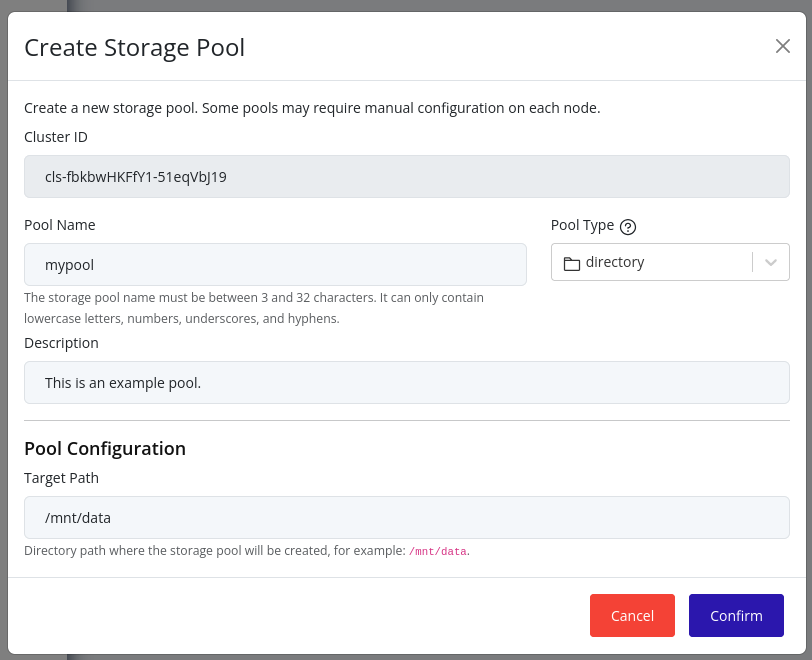 Create Storage Pool
Create a new storage pool. Some pools may require manual configuration on each node.
Cluster ID
cls-fbkbwHKFfY1-51eqVbJ19
Pool Name
Pool Type ?
mypool
directory
The storage pool name must be between 3 and 32 characters. It can only contain
lowercase letters, numbers, underscores, and hyphens.
Description
This is an example pool.
Pool Configuration
Target Path
/mnt/data
Directory path where the storage pool will be created, for example: /mnt/data.
Cancel
Confirm